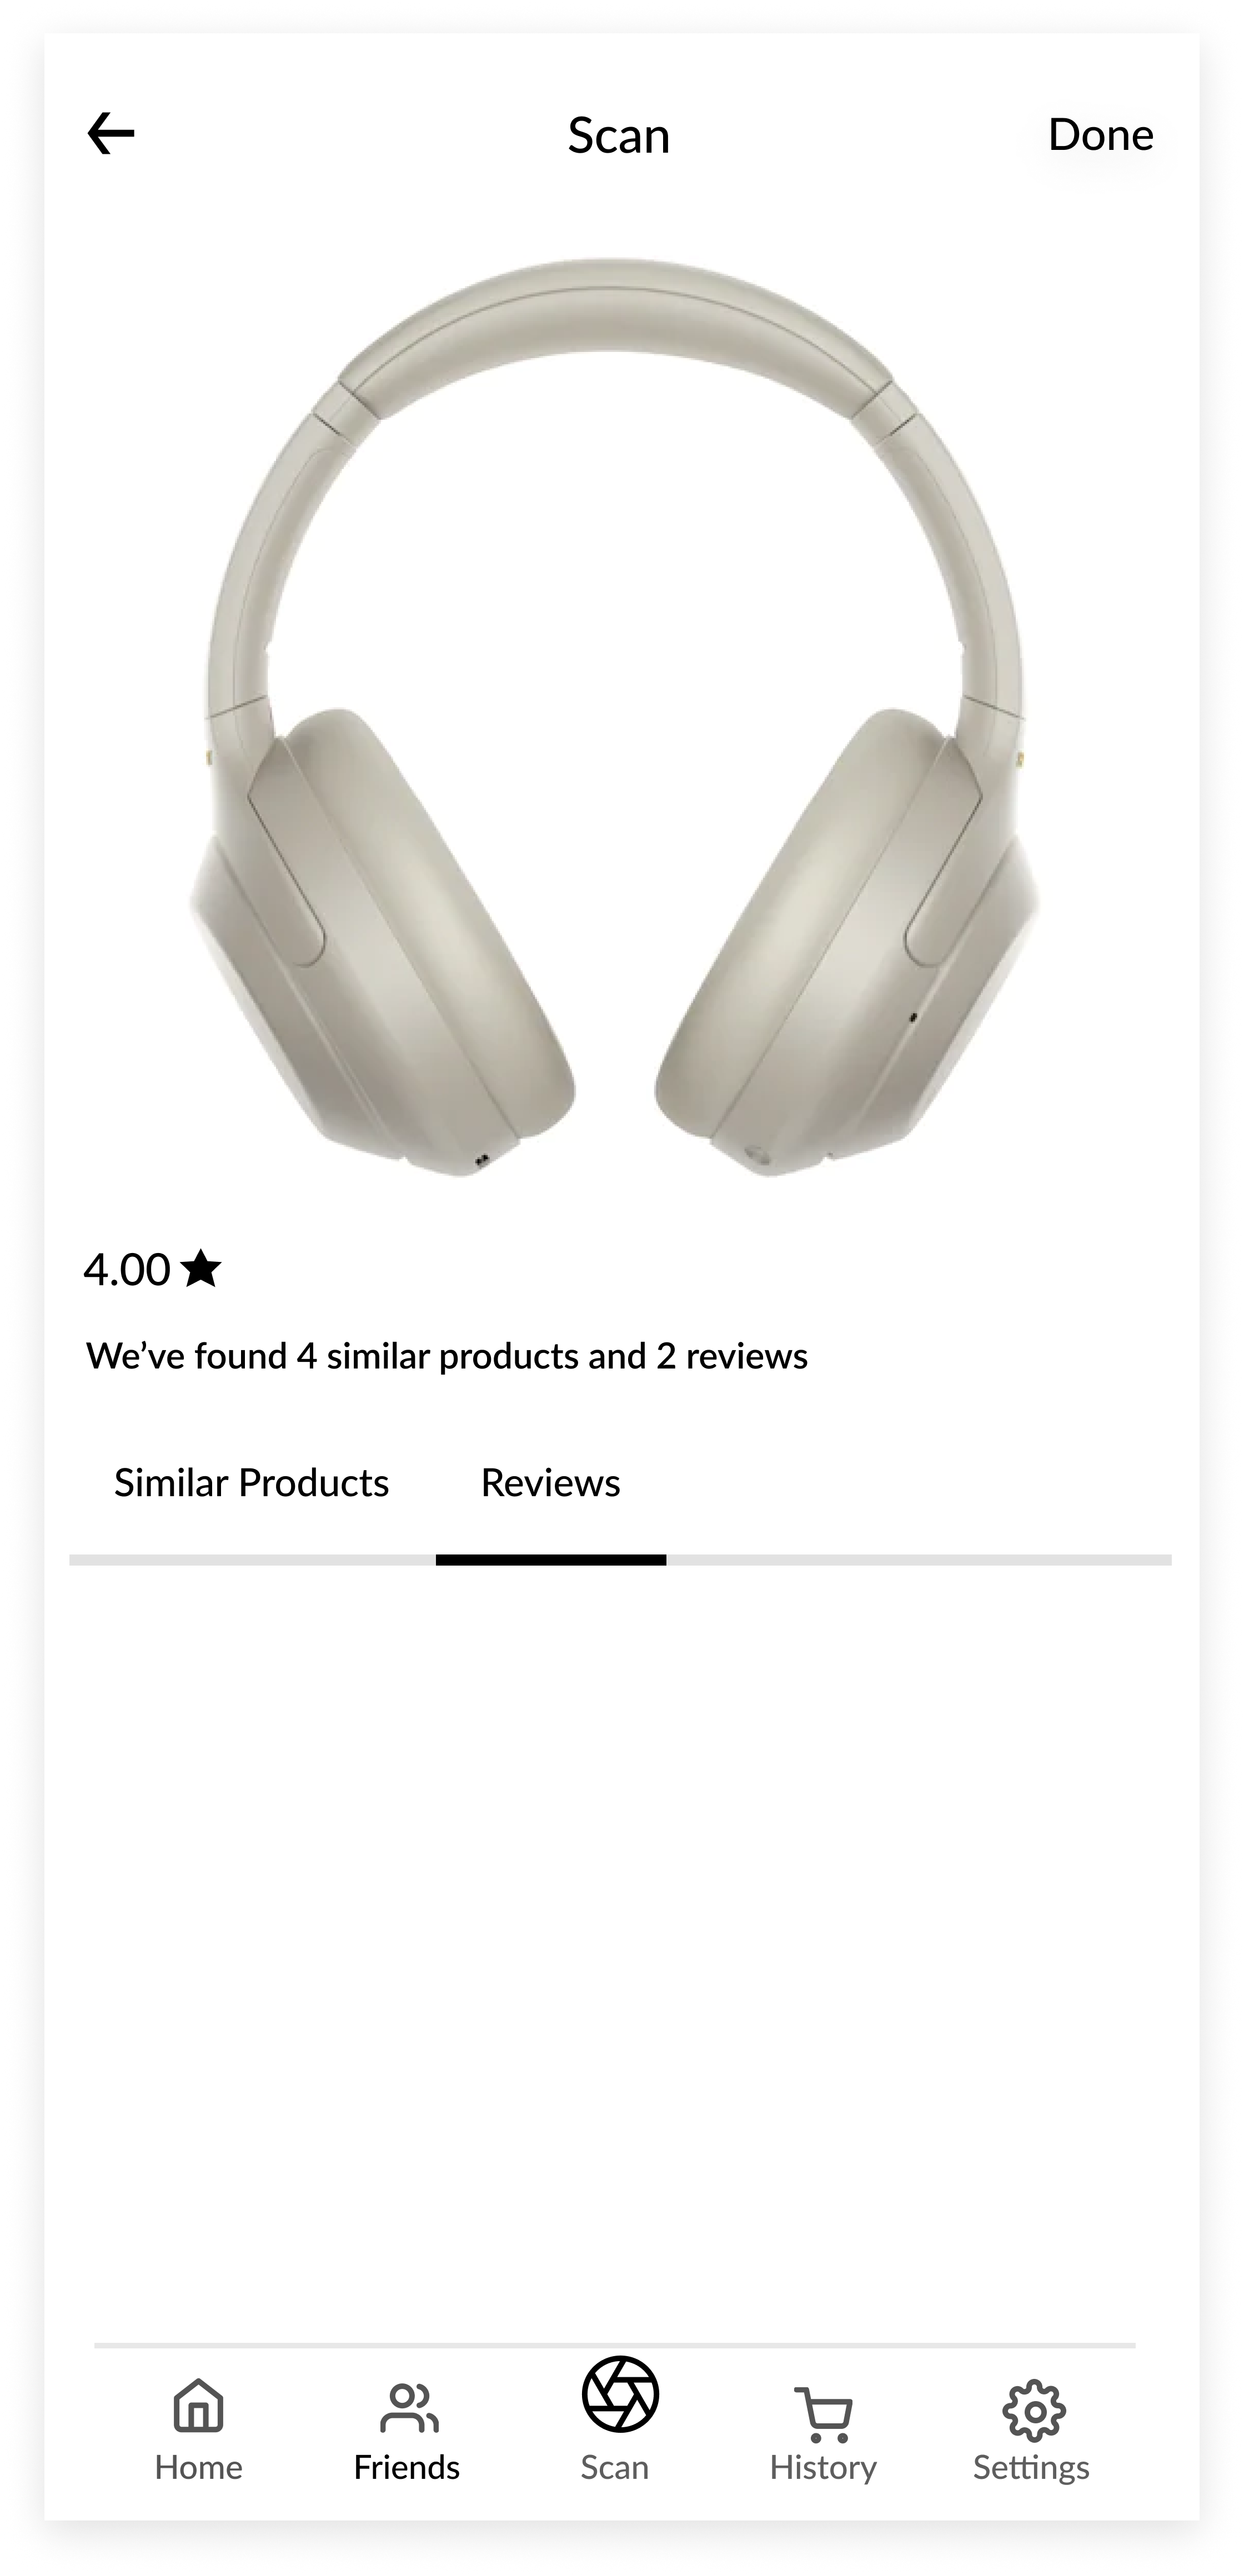 Scan
Done
4.00
We’ve found 4 similar products and 2 reviews
Similar Products
Reviews
Home
Friends
Scan
History
Settings